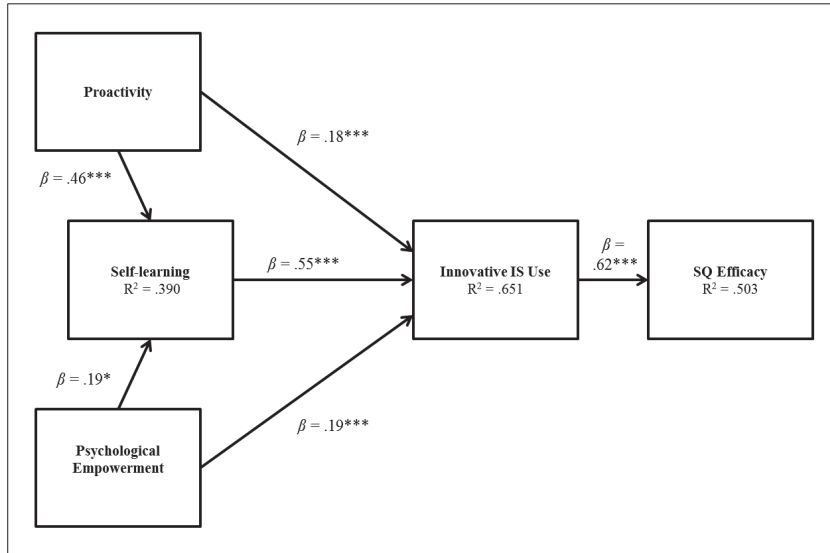 Proactivity
β = .18***
β = .46***
Self-learning
R² = .390
β = .55***
Innovative IS Use
R² = .651
β =
.62***
SQ Efficacy
R² = .503
β = .19*
β = .19***
Psychological
Empowerment